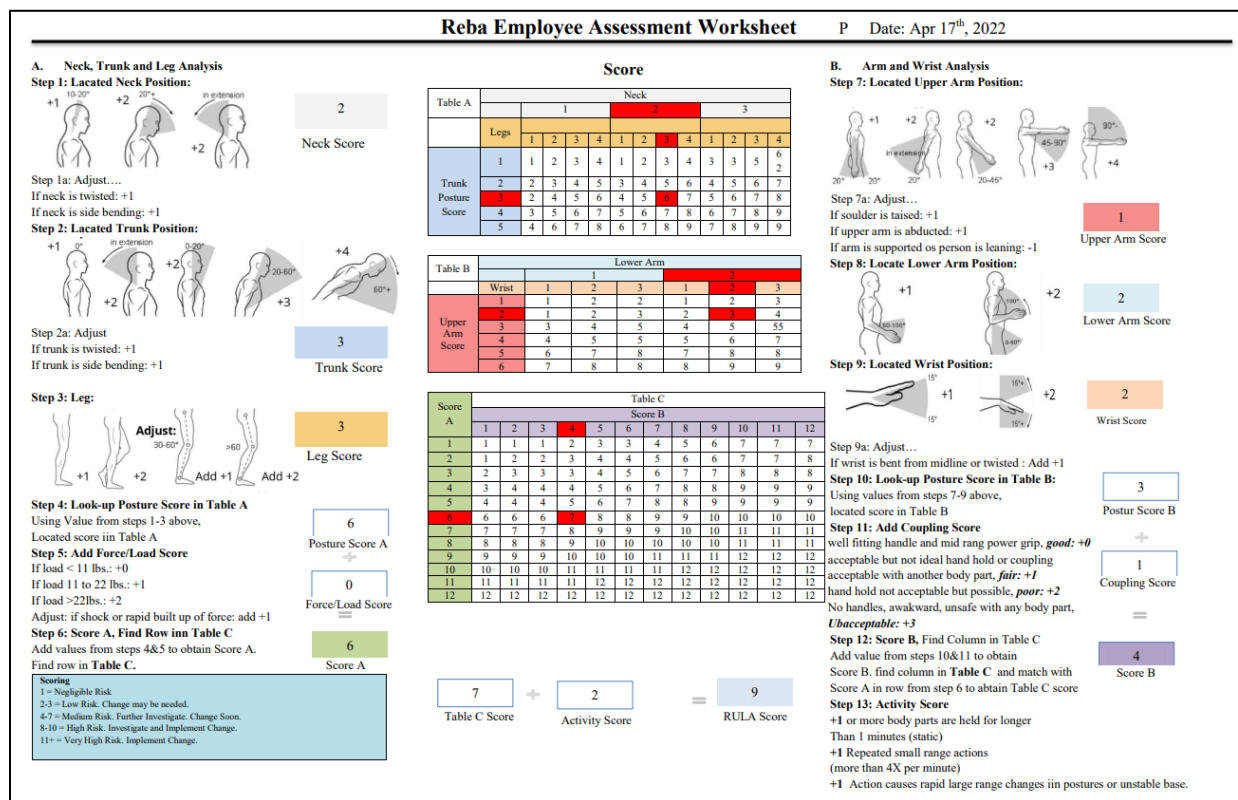 Reba Employee Assessment Worksheet P Date: Apr 17th, 2022
A. Neck, Trunk and Leg Analysis
Step 1: Lacated Neck Position:
+1 10-20° +2 20°+ in extension +2
2
Neck Score
Step 1a: Adjust….
If neck is twisted: +1
If neck is side bending: +1
Step 2: Lacated Trunk Position:
+1 0° in extension +2 0-20° +2 20-60° +3 +4 60°+
Step 2a: Adjust
If trunk is twisted: +1
If trunk is side bending: +1
3
Trunk Score
Step 3: Leg:
+1 +2 Adjust: 30-60° Add +1 >60 Add +2
3
Leg Score
Step 4: Look-up Posture Score in Table A
Using Value from steps 1-3 above,
Located score iin Table A
6
Posture Score A
+
Step 5: Add Force/Load Score
If load < 11 lbs.: +0
If load 11 to 22 lbs.: +1
If load >22lbs.: +2
Adjust: if shock or rapid built up of force: add +1
0
Force/Load Score
=
Step 6: Score A, Find Row inn Table C
Add values from steps 4&5 to obtain Score A.
Find row in Table C.
6
Score A
Scoring
1 = Negligible Risk
2-3 = Low Risk. Change may be needed.
4-7 = Medium Risk. Further Investigate. Change Soon.
8-10 = High Risk. Investigate and Implement Change.
11+ = Very High Risk. Implement Change.
Score
Table A Neck
1 2 3
Legs
1 2 3 4 1 2 3 4 1 2 3 4
Trunk Posture Score
1 1 2 3 4 1 2 3 4 3 3 5 6 2
2 2 3 4 5 3 4 5 6 4 5 6 7
3 2 4 5 6 4 5 6 7 5 6 7 8
4 3 5 6 7 5 6 7 8 6 7 8 9
5 4 6 7 8 6 7 8 9 7 8 9 9
Table B Lower Arm
1 2
Wrist 1 2 3 1 2 3
Upper Arm Score
1 1 2 2 1 2 3
2 1 2 3 2 3 4
3 3 4 5 4 5 55
4 4 5 5 5 6 7
5 6 7 8 7 8 8
6 7 8 8 8 9 9
Score A Table C
Score B
1 2 3 4 5 6 7 8 9 10 11 12
1 1 1 1 2 3 3 4 5 6 7 7 7
2 1 2 2 3 4 4 5 6 6 7 7 8
3 2 3 3 3 4 5 6 7 7 8 8 8
4 3 4 4 4 5 6 7 8 8 9 9 9
5 4 4 4 5 6 7 8 8 9 9 9 9
6 6 6 6 7 8 8 9 9 10 10 10 10
7 7 7 7 8 9 9 9 10 10 11 11 11
8 8 8 8 9 10 10 10 10 10 11 11 11
9 9 9 9 10 10 10 11 11 11 12 12 12
10 10 10 10 11 11 11 11 12 12 12 12 12
11 11 11 11 11 12 12 12 12 12 12 12 12
12 12 12 12 12 12 12 12 12 12 12 12 12
7 + 2 = 9
Table C Score Activity Score RULA Score
B. Arm and Wrist Analysis
Step 7: Located Upper Arm Position:
+1 20° 20° +2 in extension 20° +2 20-45° 45-90° +3 90°- +4
Step 7a: Adjust…
If soulder is taised: +1
If upper arm is abducted: +1
If arm is supported os person is leaning: -1
1
Upper Arm Score
Step 8: Locate Lower Arm Position:
+1 60-100° +2 100° 0-60°
2
Lower Arm Score
Step 9: Located Wrist Position:
15° +1 15° 15°+ +2 15°+
2
Wrist Score
Step 9a: Adjust…
If wrist is bent from midline or twisted : Add +1
Step 10: Look-up Posture Score in Table B:
Using values from steps 7-9 above,
located score in Table B
3
Postur Score B
+
Step 11: Add Coupling Score
well fitting handle and mid rang power grip, good: +0
acceptable but not ideal hand hold or coupling
acceptable with another body part, fair: +1
hand hold not acceptable but possible, poor: +2
No handles, awakward, unsafe with any body part,
Ubacceptable: +3
1
Coupling Score
=
Step 12: Score B, Find Column in Table C
Add value from steps 10&11 to obtain
Score B. find column in Table C and match with
Score A in row from step 6 to abtain Table C score
4
Score B
Step 13: Activity Score
+1 or more body parts are held for longer
Than 1 minutes (static)
+1 Repeated small range actions
(more than 4X per minute)
+1 Action causes rapid large range changes iin postures or unstable base.